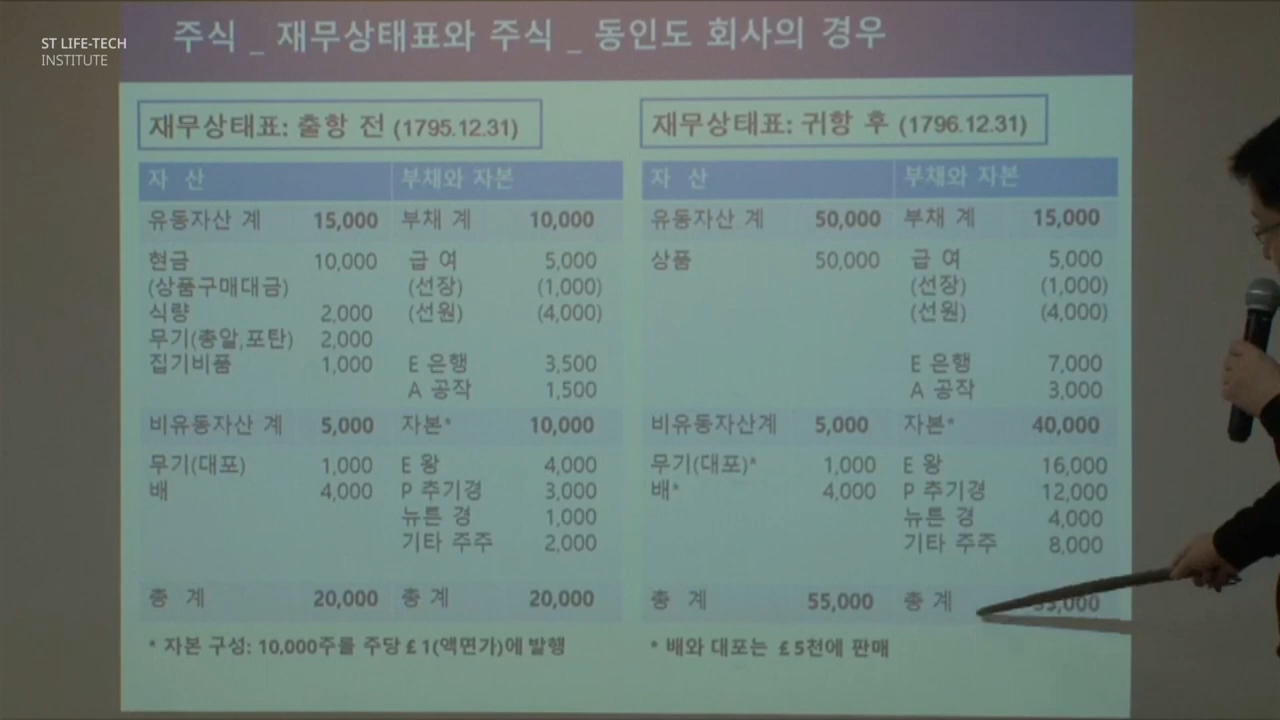 ST LIFE-TECH
INSTITUTE
주식 _ 재무상태표와 주식 _ 동인도 회사의 경우
재무상태표: 출항 전 (1795.12.31)
자 산 부채와 자본
유동자산 계 15,000 부채 계 10,000
현금 10,000 급 여 5,000
(상품구매대금) (선장) (1,000)
식량 2,000 (선원) (4,000)
무기(총알,포탄) 2,000
집기비품 1,000 E 은행 3,500
A 공작 1,500
비유동자산 계 5,000 자본* 10,000
무기(대포) 1,000 E 왕 4,000
배 4,000 P 추기경 3,000
뉴튼 경 1,000
기타 주주 2,000
총 계 20,000 총 계 20,000
* 자본 구성: 10,000주를 주당 £1(액면가)에 발행
재무상태표: 귀항 후 (1796.12.31)
자 산 부채와 자본
유동자산 계 50,000 부채 계 15,000
상품 50,000 급 여 5,000
(선장) (1,000)
(선원) (4,000)
E 은행 7,000
A 공작 3,000
비유동자산계 5,000 자본* 40,000
무기(대포)* 1,000 E 왕 16,000
배* 4,000 P 추기경 12,000
뉴튼 경 4,000
기타 주주 8,000
총 계 55,000 총 계
* 배와 대포는 £5천에 판매